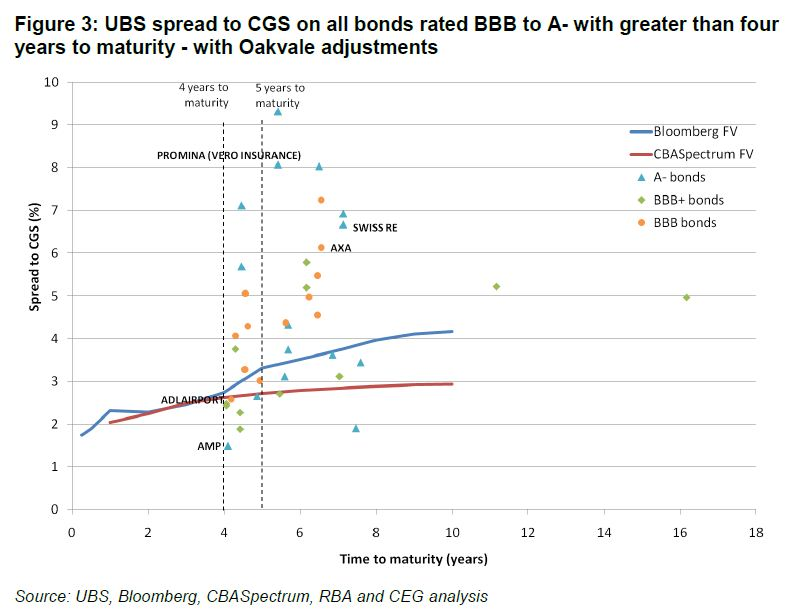 Figure 3: UBS spread to CGS on all bonds rated BBB to A- with greater than four
years to maturity - with Oakvale adjustments
10
9
8
7
6
5
4
3
2
1
0
Spread to CGS (%)
4 years to
maturity
5 years to
maturity
PROMINA (VERO INSURANCE)
SWISS RE
AXA
ADLAIRPORT
AMP
Bloomberg FV
CBASpectrum FV
A- bonds
BBB+ bonds
BBB bonds
0 2 4 6 8 10 12 14 16 18
Time to maturity (years)
Source: UBS, Bloomberg, CBASpectrum, RBA and CEG analysis